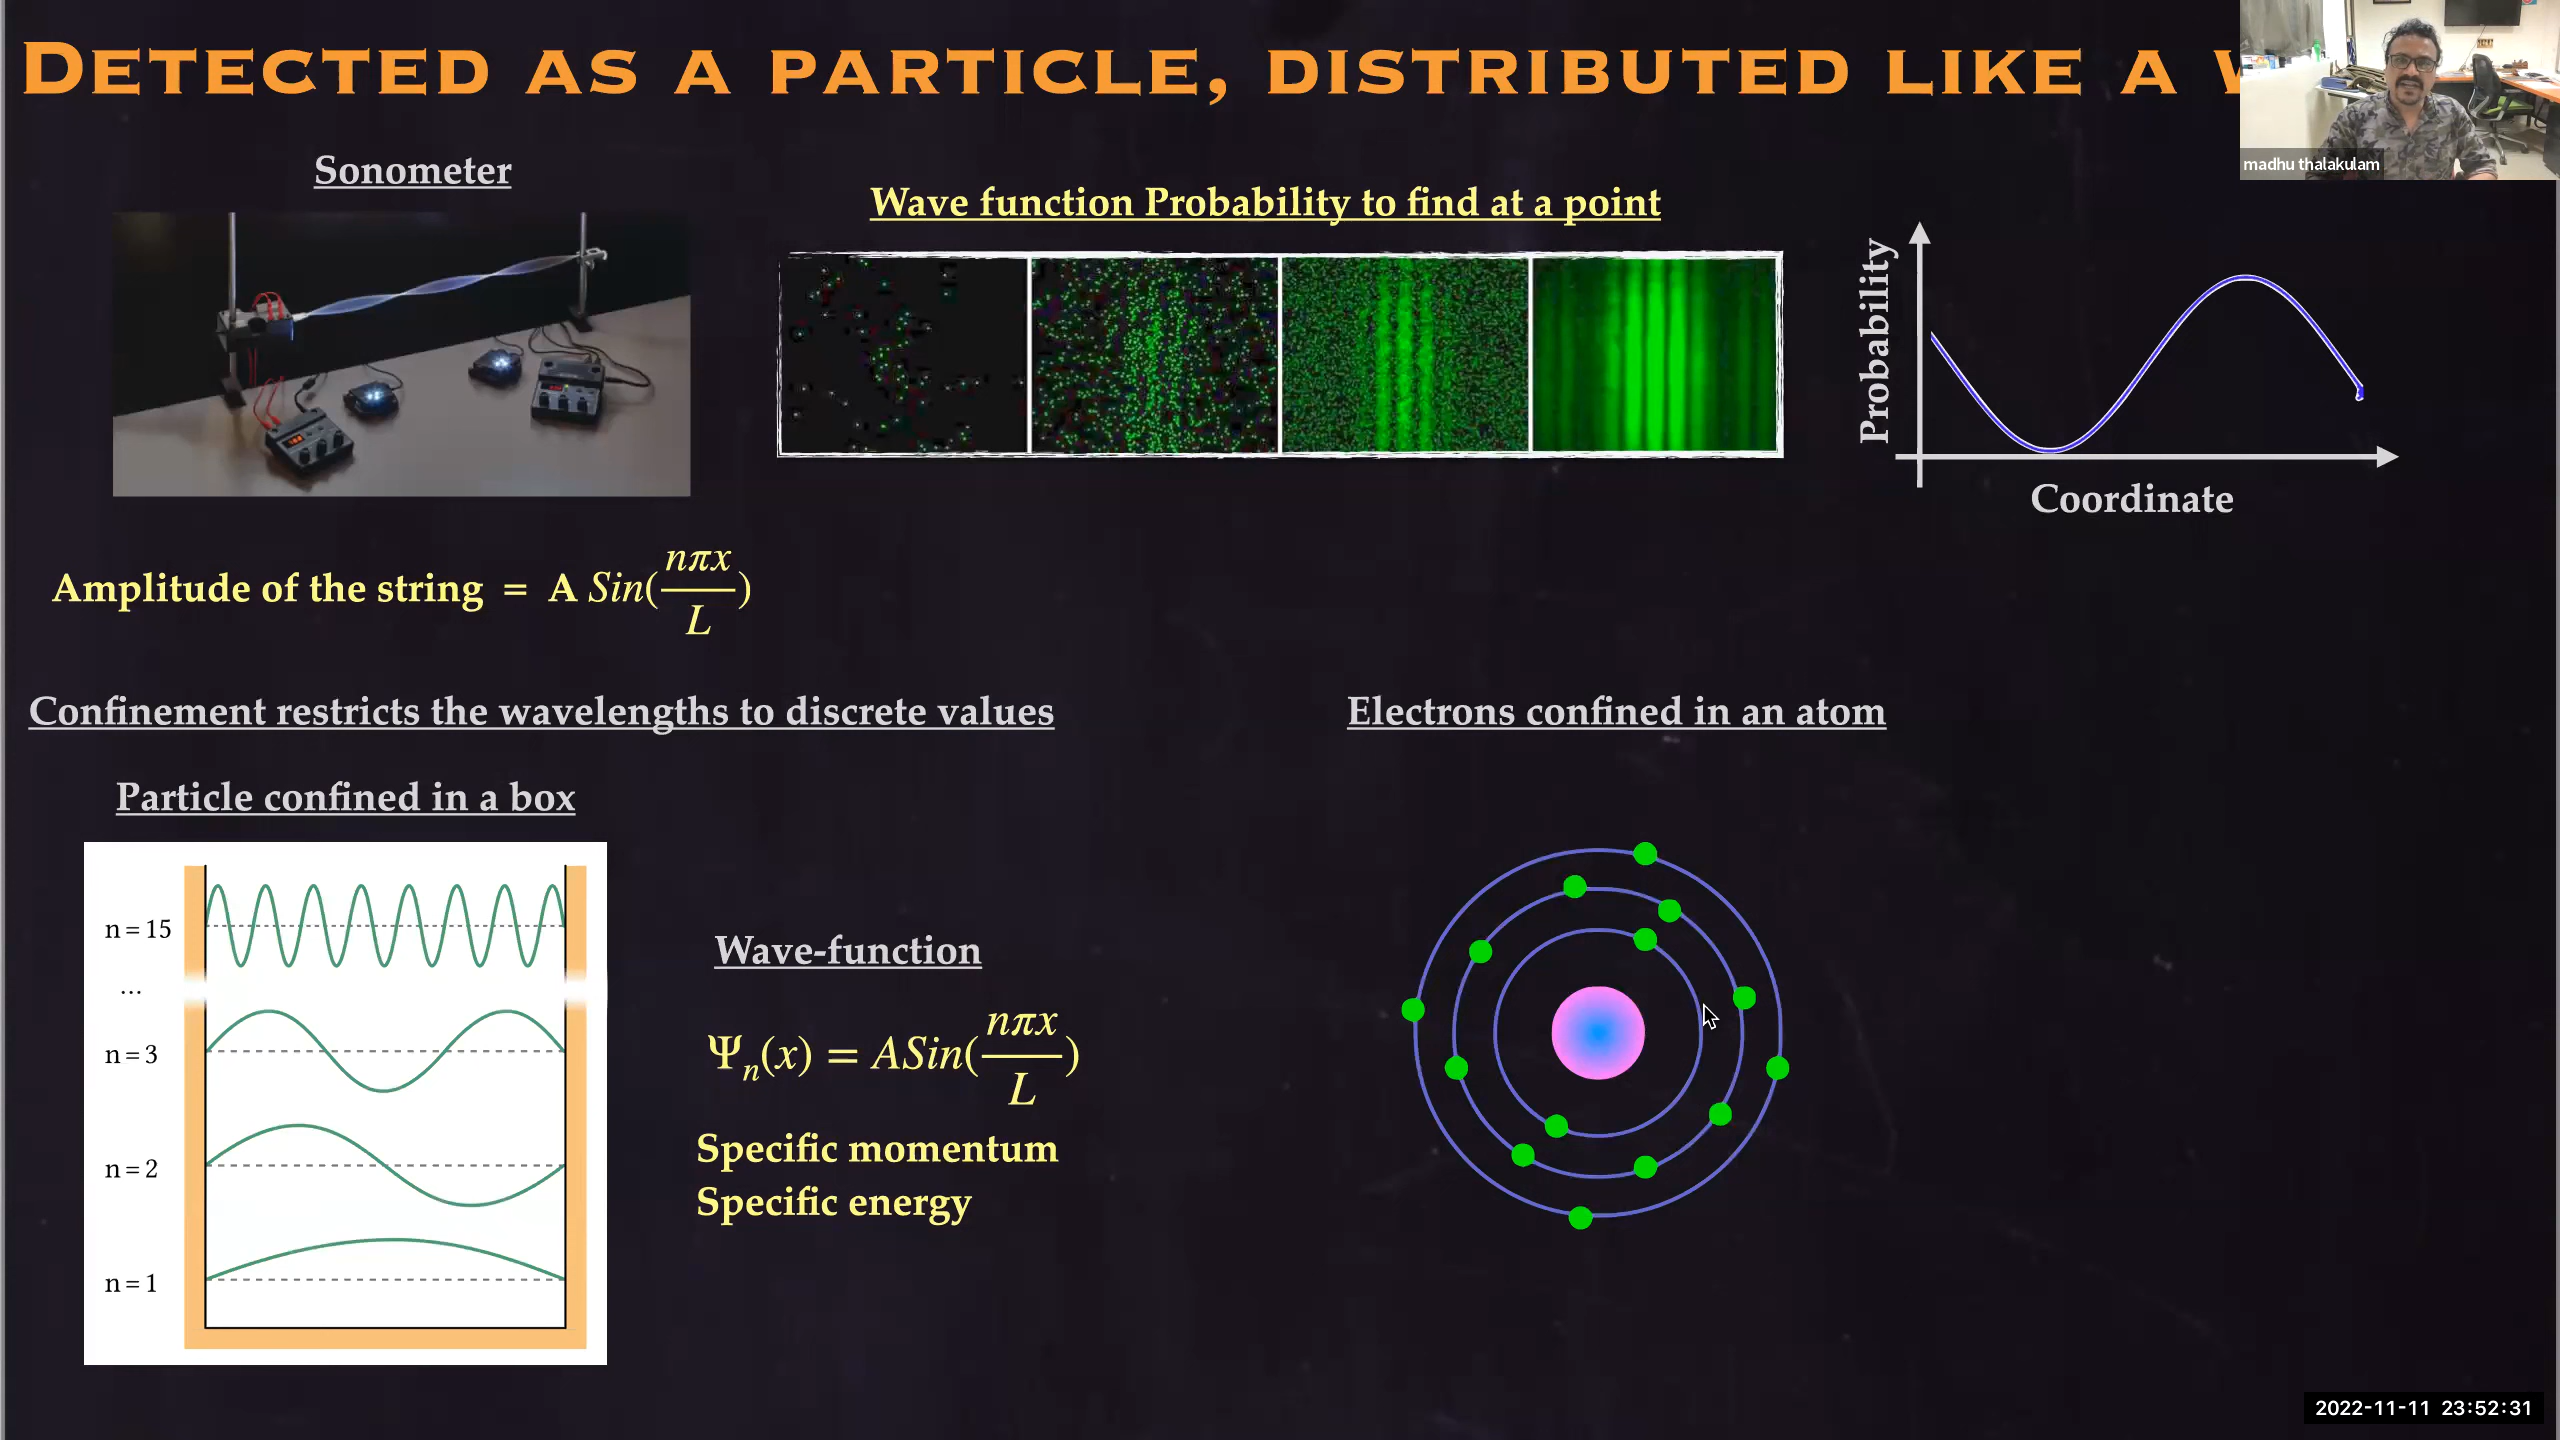 DETECTED AS A PARTICLE, DISTRIBUTED LIKE A
madhu thalakulam
Sonometer
Wave function Probability to find at a point
Probability
Coordinate
Amplitude of the string = A Sin(nπx/L)
Confinement restricts the wavelengths to discrete values
Electrons confined in an atom
Particle confined in a box
n = 15
...
n = 3
n = 2
n = 1
Wave-function
Ψₙ(x) = ASin(nπx/L)
Specific momentum
Specific energy
2022-11-11 23:52:31